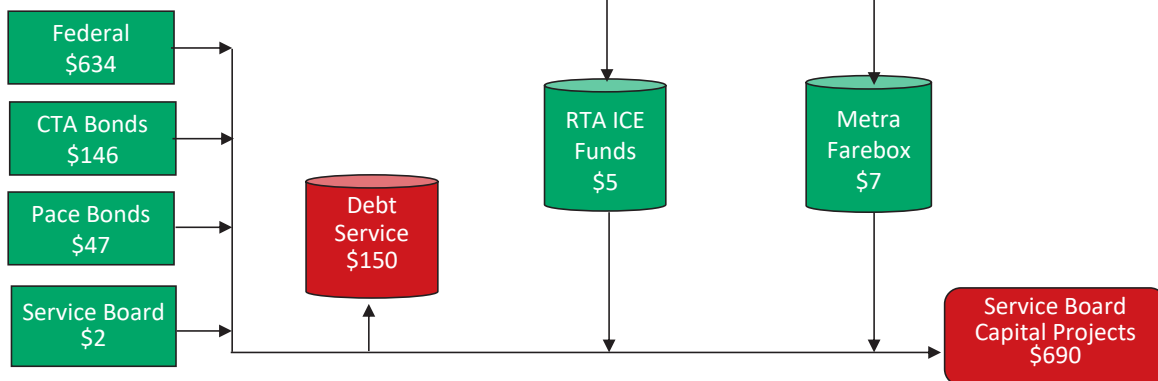 Federal
$634
CTA Bonds
$146
Pace Bonds
$47
Service Board
$2
Debt
Service
$150
RTA ICE
Funds
$5
Metra
Farebox
$7
Service Board
Capital Projects
$690